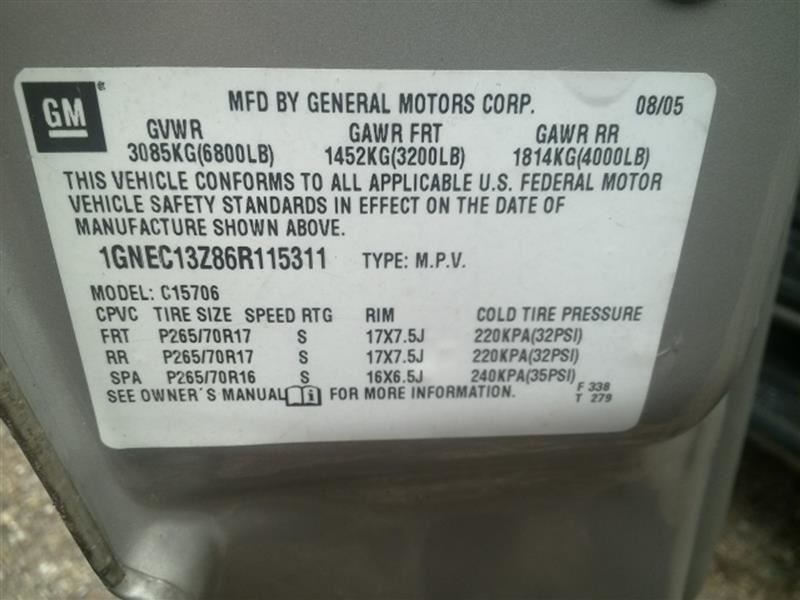 GM
MFD BY GENERAL MOTORS CORP. 08/05
GVWR GAWR FRT GAWR RR
3085KG(6800LB) 1452KG(3200LB) 1814KG(4000LB)
THIS VEHICLE CONFORMS TO ALL APPLICABLE U.S. FEDERAL MOTOR
VEHICLE SAFETY STANDARDS IN EFFECT ON THE DATE OF
MANUFACTURE SHOWN ABOVE.
1GNEC13Z86R115311 TYPE: M.P.V.
MODEL: C15706
CPVC TIRE SIZE SPEED RTG RIM COLD TIRE PRESSURE
FRT P265/70R17 S 17X7.5J 220KPA(32PSI)
RR P265/70R17 S 17X7.5J 220KPA(32PSI)
SPA P265/70R16 S 16X6.5J 240KPA(35PSI)
SEE OWNER'S MANUAL i FOR MORE INFORMATION. F 338
T 279